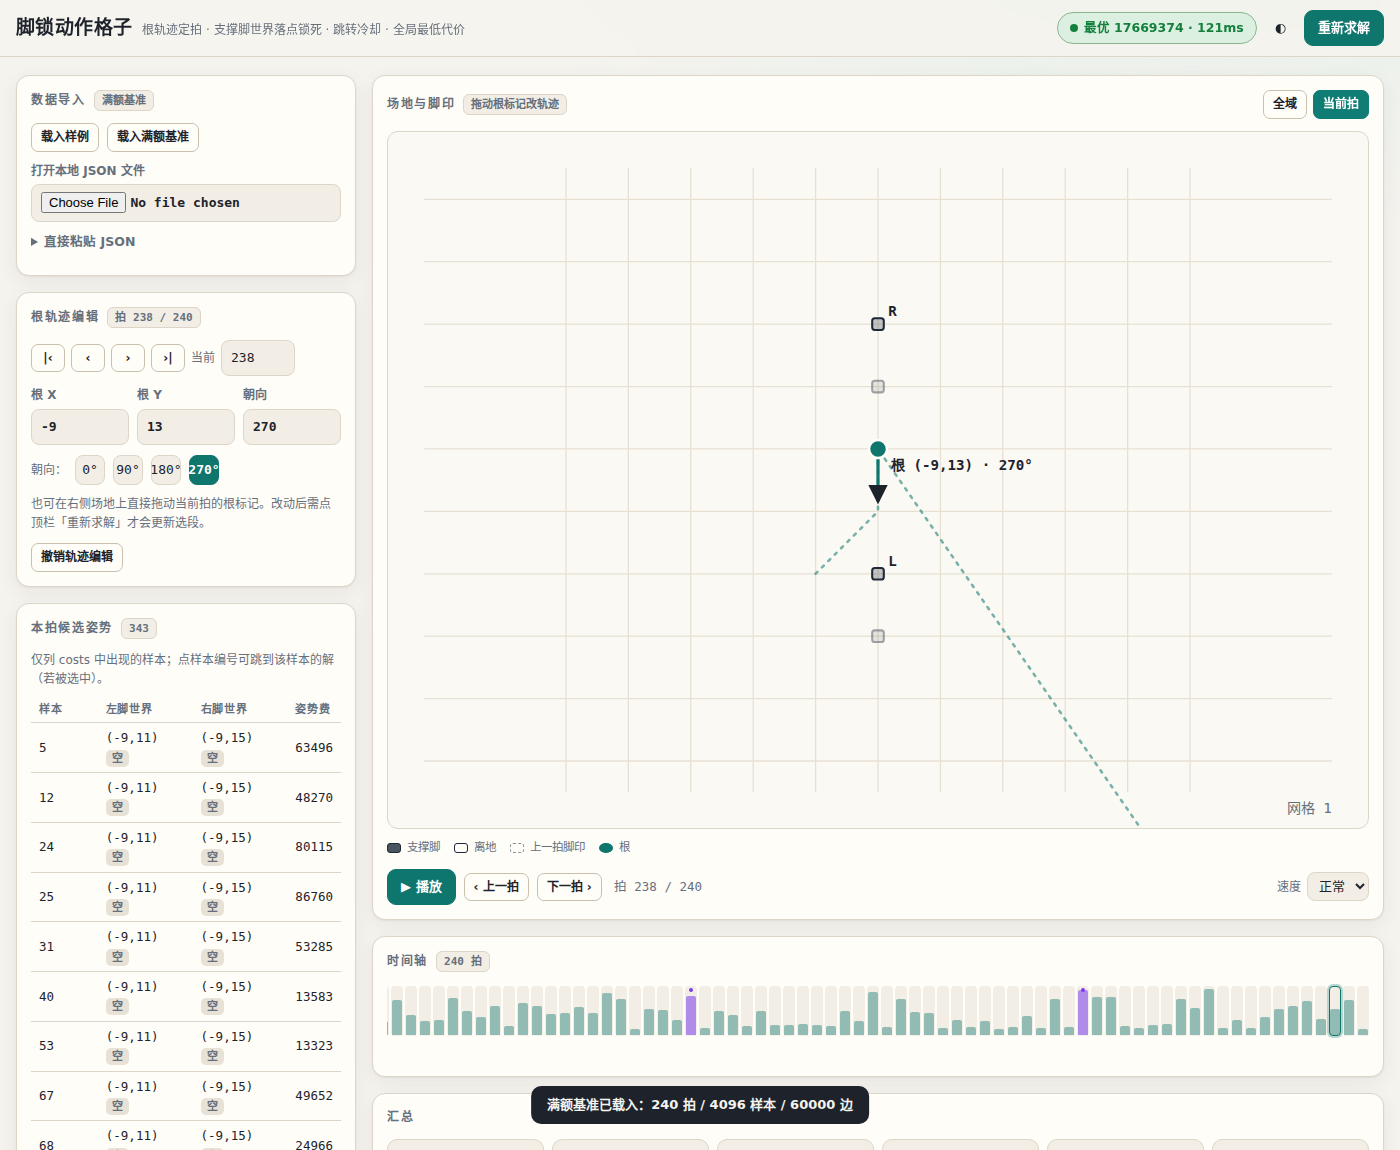 脚锁动作格子 根轨迹定拍 · 支撑脚世界落点锁死 · 跳转冷却 · 全局最低代价
最优 17669374 · 121ms
◐
重新求解
数据导入 满额基准
载入样例 载入满额基准
打开本地 JSON 文件
Choose File No file chosen
▶ 直接粘贴 JSON
根轨迹编辑 拍 238 / 240
|‹ ‹ › ›| 当前 238
根 X 根 Y 朝向
-9 13 270
朝向： 0° 90° 180° 270°
也可在右侧场地上直接拖动当前拍的根标记。改动后需点
顶栏「重新求解」才会更新选段。
撤销轨迹编辑
本拍候选姿势 343
仅列 costs 中出现的样本；点样本编号可跳到该样本的解
（若被选中）。
样本 左脚世界 右脚世界 姿势费
5 (-9,11) 空 (-9,15) 空 63496
12 (-9,11) 空 (-9,15) 空 48270
24 (-9,11) 空 (-9,15) 空 80115
25 (-9,11) 空 (-9,15) 空 86760
31 (-9,11) 空 (-9,15) 空 53285
40 (-9,11) 空 (-9,15) 空 13583
53 (-9,11) 空 (-9,15) 空 13323
67 (-9,11) 空 (-9,15) 空 49652
68 (-9,11) (-9,15) 24966
场地与脚印 拖动根标记改轨迹
全域 当前拍
R
根 (-9,13) · 270°
L
网格 1
支撑脚 离地 上一拍脚印 根
▶ 播放 ‹ 上一拍 下一拍 › 拍 238 / 240
速度 正常
时间轴 240 拍
汇总
满额基准已载入：240 拍 / 4096 样本 / 60000 边